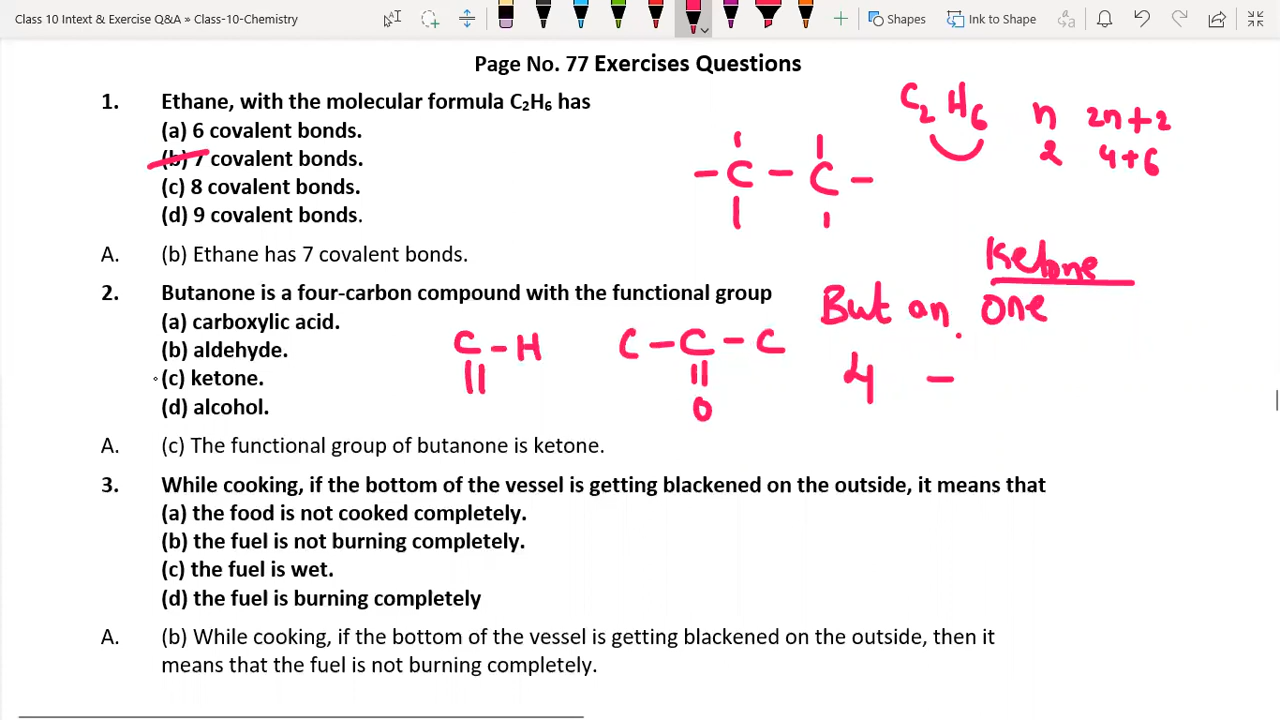 Class 10 Intext & Exercise Q&A » Class-10-Chemistry
Shapes
Ink to Shape
Page No. 77 Exercises Questions
1. Ethane, with the molecular formula C₂H₆ has
(a) 6 covalent bonds.
(b) 7 covalent bonds.
(c) 8 covalent bonds.
(d) 9 covalent bonds.
C₂H₆ n 2n+2
2 4+6
C C
A. (b) Ethane has 7 covalent bonds.
2. Butanone is a four-carbon compound with the functional group
(a) carboxylic acid.
(b) aldehyde.
(c) ketone.
(d) alcohol.
C-H
C-C-C
O
Ketone
But an. one
4 -
A. (c) The functional group of butanone is ketone.
3. While cooking, if the bottom of the vessel is getting blackened on the outside, it means that
(a) the food is not cooked completely.
(b) the fuel is not burning completely.
(c) the fuel is wet.
(d) the fuel is burning completely
A. (b) While cooking, if the bottom of the vessel is getting blackened on the outside, then it
means that the fuel is not burning completely.